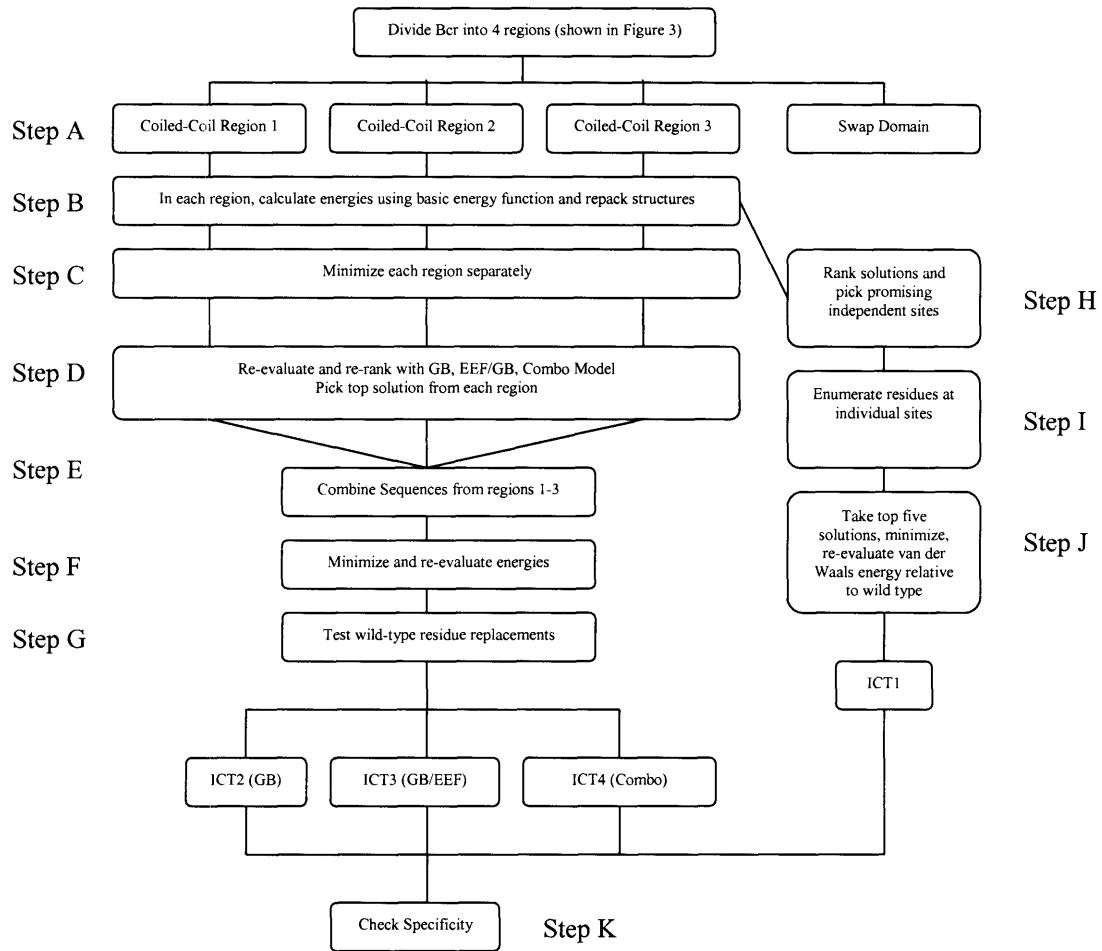 Divide Bcr into 4 regions (shown in Figure 3)
Step A
Coiled-Coil Region 1
Coiled-Coil Region 2
Coiled-Coil Region 3
Swap Domain
Step B
In each region, calculate energies using basic energy function and repack structures
Step C
Minimize each region separately
Rank solutions and
pick promising
independent sites
Step H
Step D
Re-evaluate and re-rank with GB, EEF/GB, Combo Model
Pick top solution from each region
Enumerate residues at
individual sites
Step I
Step E
Combine Sequences from regions 1-3
Take top five
solutions, minimize,
re-evaluate van der
Waals energy relative
to wild type
Step J
Step F
Minimize and re-evaluate energies
Step G
Test wild-type residue replacements
ICT1
ICT2 (GB)
ICT3 (GB/EEF)
ICT4 (Combo)
Check Specificity
Step K